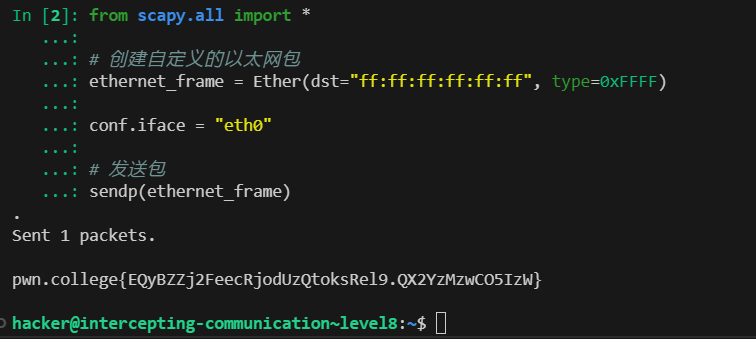 In [2]: from scapy.all import *
   ...:
   ...: # 创建自定义的以太网包
   ...: ethernet_frame = Ether(dst="ff:ff:ff:ff:ff:ff", type=0xFFFF)
   ...:
   ...: conf.iface = "eth0"
   ...:
   ...: # 发送包
   ...: sendp(ethernet_frame)
.
Sent 1 packets.
pwn.college{EQyBZZj2FeecRjodUzQtoksRel9.QX2YzMzwCO5IzW}
hacker@intercepting-communication~level8:~$